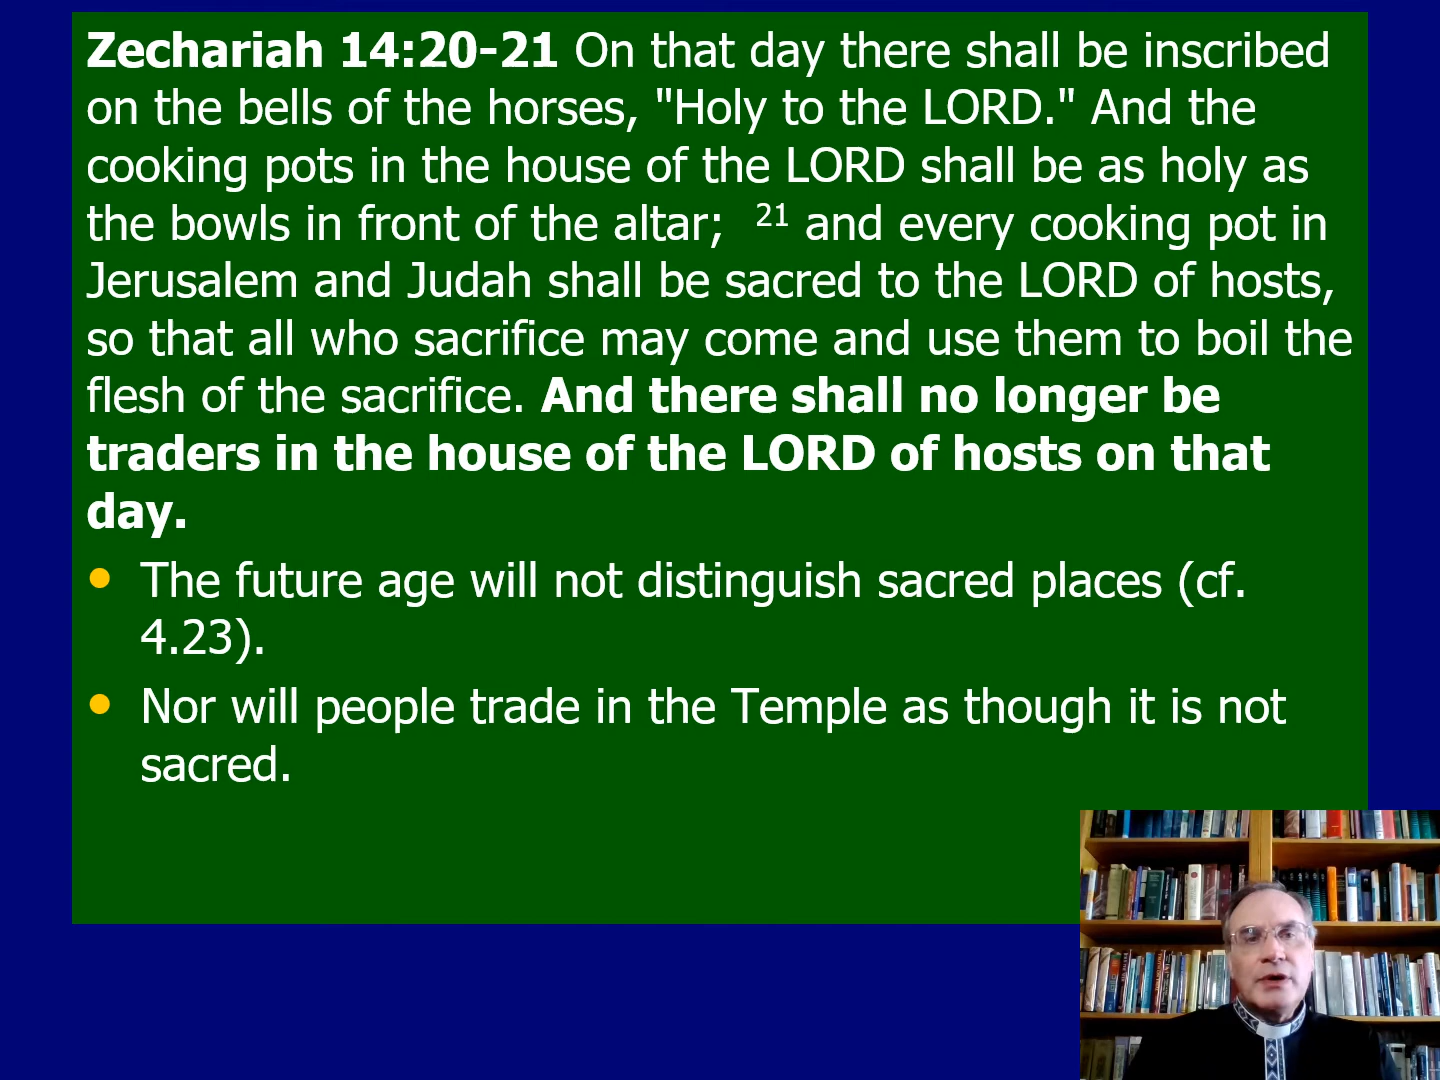 Zechariah 14:20-21 On that day there shall be inscribed
on the bells of the horses, "Holy to the LORD." And the
cooking pots in the house of the LORD shall be as holy as
the bowls in front of the altar; 21 and every cooking pot in
Jerusalem and Judah shall be sacred to the LORD of hosts,
so that all who sacrifice may come and use them to boil the
flesh of the sacrifice. And there shall no longer be
traders in the house of the LORD of hosts on that
day.
• The future age will not distinguish sacred places (cf.
4.23).
• Nor will people trade in the Temple as though it is not
sacred.